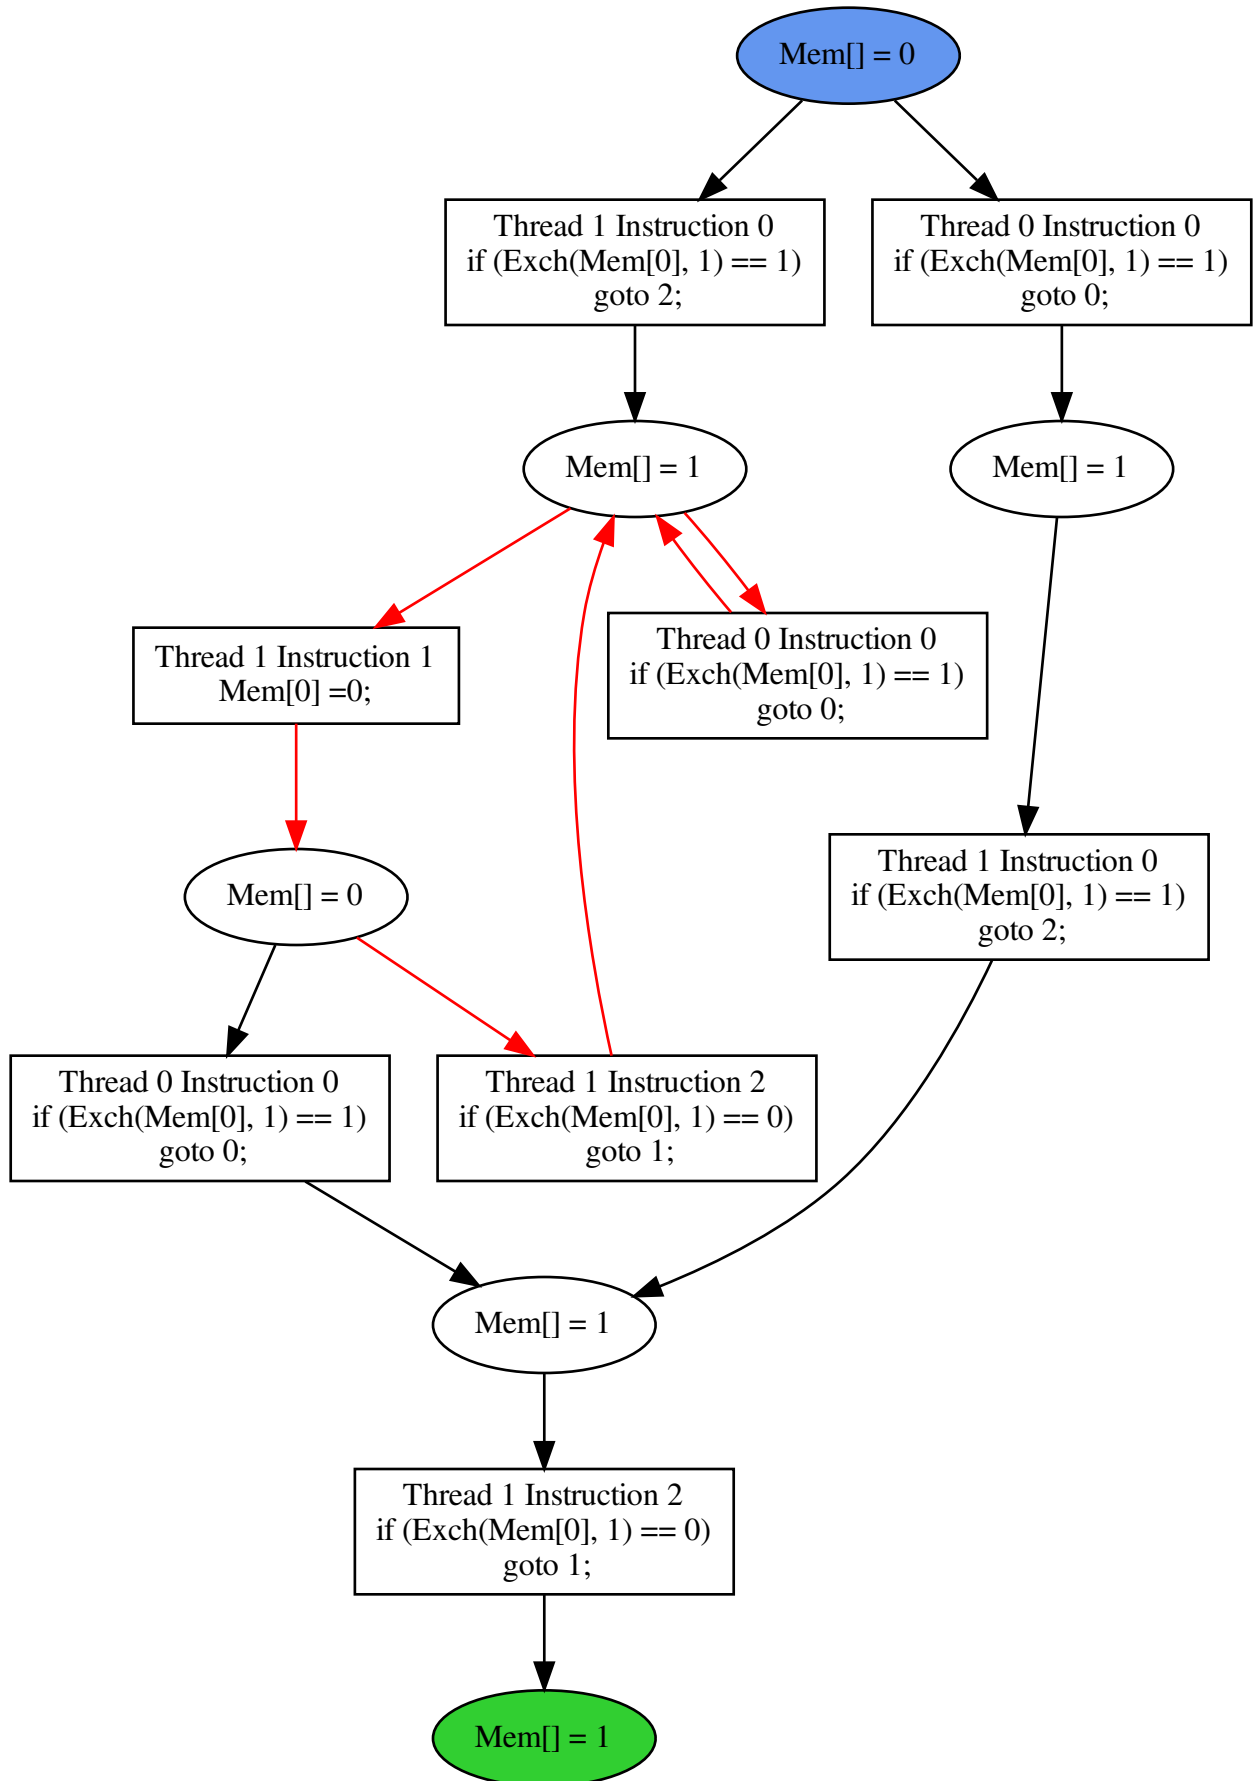 Mem[] = 0
Thread 1 Instruction 0
if (Exch(Mem[0], 1) == 1)
goto 2;
Thread 0 Instruction 0
if (Exch(Mem[0], 1) == 1)
goto 0;
Mem[] = 1
Mem[] = 1
Thread 1 Instruction 1
Mem[0] =0;
Thread 0 Instruction 0
if (Exch(Mem[0], 1) == 1)
goto 0;
Mem[] = 0
Thread 1 Instruction 0
if (Exch(Mem[0], 1) == 1)
goto 2;
Thread 0 Instruction 0
if (Exch(Mem[0], 1) == 1)
goto 0;
Thread 1 Instruction 2
if (Exch(Mem[0], 1) == 0)
goto 1;
Mem[] = 1
Thread 1 Instruction 2
if (Exch(Mem[0], 1) == 0)
goto 1;
Mem[] = 1